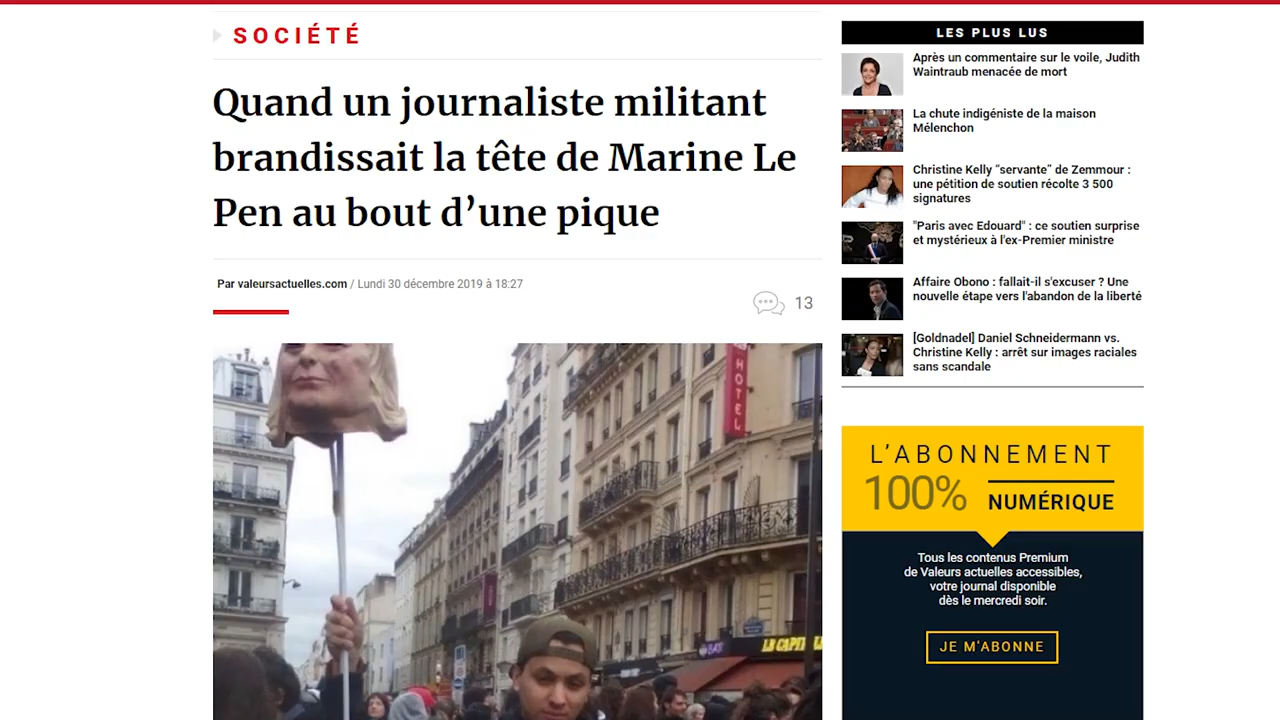 SOCIÉTÉ
Quand un journaliste militant
brandissait la tête de Marine Le
Pen au bout d’une pique
Par valeursactuelles.com / Lundi 30 décembre 2019 à 18:27
13
HOTEL
BAR
LE CAPITL
LES PLUS LUS
Après un commentaire sur le voile, Judith
Waintraub menacée de mort
La chute indigéniste de la maison
Mélenchon
Christine Kelly “servante” de Zemmour :
une pétition de soutien récolte 3 500
signatures
"Paris avec Edouard" : ce soutien surprise
et mystérieux à l'ex-Premier ministre
Affaire Obono : fallait-il s'excuser ? Une
nouvelle étape vers l'abandon de la liberté
[Goldnadel] Daniel Schneidermann vs.
Christine Kelly : arrêt sur images raciales
sans scandale
L’ABONNEMENT
100%
NUMÉRIQUE
Tous les contenus Premium
de Valeurs actuelles accessibles,
votre journal disponible
dès le mercredi soir.
JE M'ABONNE